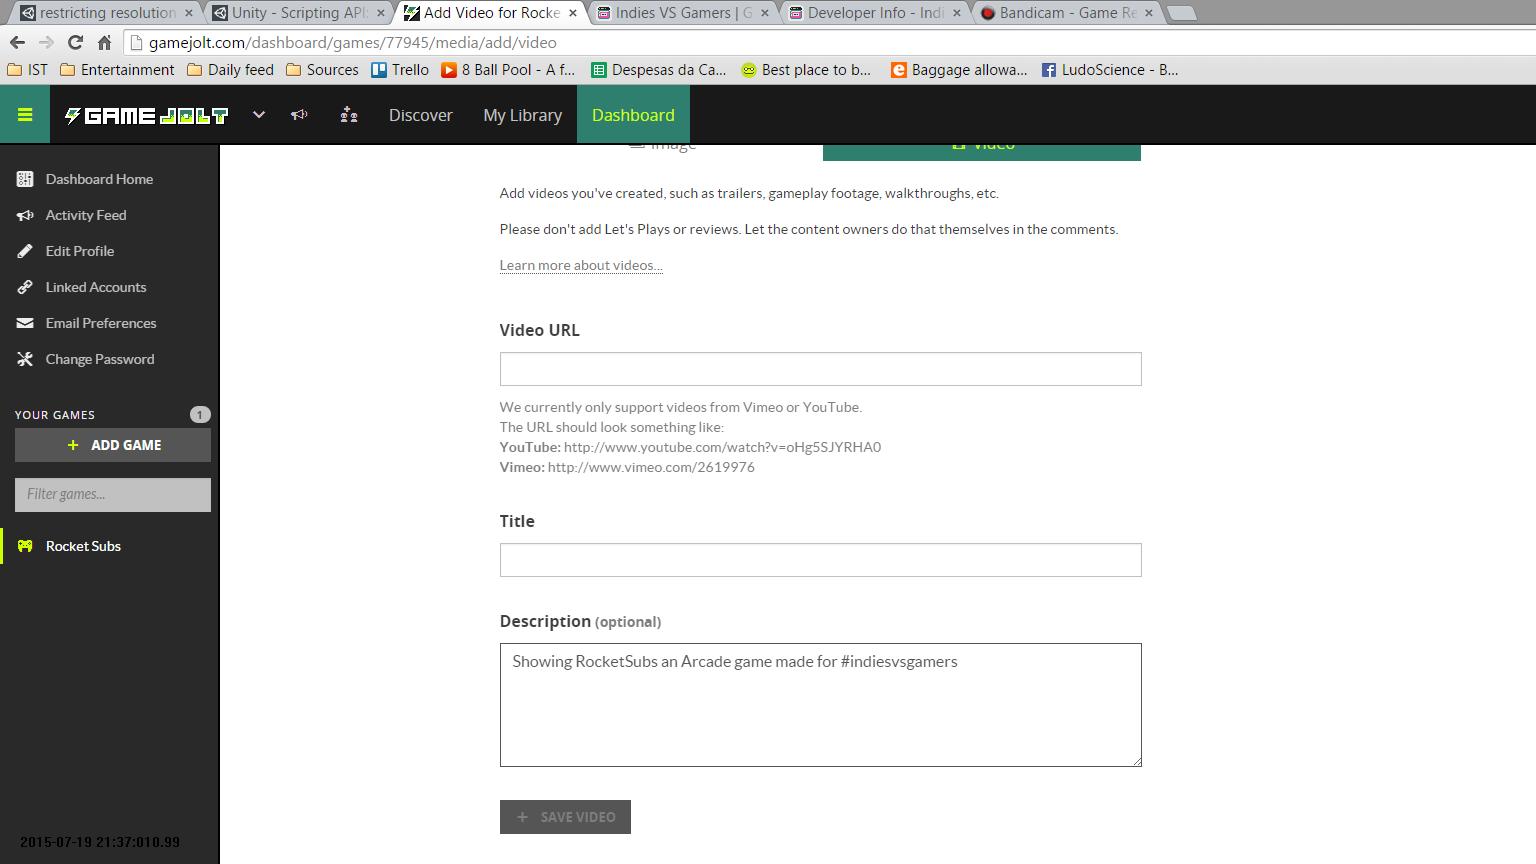 restricting resolution
Unity - Scripting API:
Add Video for Rocke
Indies VS Gamers | G
Developer Info - Indi
Bandicam - Game Re
gamejolt.com/dashboard/games/77945/media/add/video
IST
Entertainment
Daily feed
Sources
Trello
8 Ball Pool - A f...
Despesas da Ca...
Best place to b...
Baggage allowa...
LudoScience - B...
GAME JOLT
Discover
My Library
Dashboard
Image
Video
Dashboard Home
Activity Feed
Edit Profile
Linked Accounts
Email Preferences
Change Password
YOUR GAMES
1
+ ADD GAME
Filter games...
Rocket Subs
Add videos you've created, such as trailers, gameplay footage, walkthroughs, etc.
Please don't add Let's Plays or reviews. Let the content owners do that themselves in the comments.
Learn more about videos...
Video URL
We currently only support videos from Vimeo or YouTube.
The URL should look something like:
YouTube: http://www.youtube.com/watch?v=oHg5SJYRHA0
Vimeo: http://www.vimeo.com/2619976
Title
Description (optional)
Showing RocketSubs an Arcade game made for #indiesvsgamers
+ SAVE VIDEO
2015-07-19 21:37:010.99